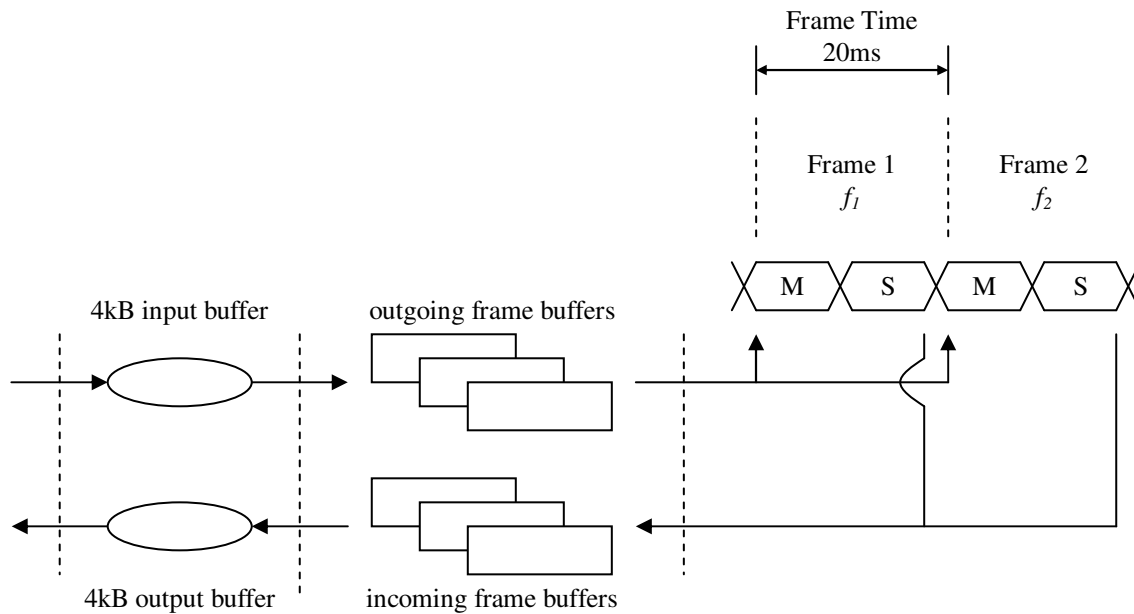 Frame Time
20ms
Frame 1
f1
Frame 2
f2
M
S
M
S
4kB input buffer
outgoing frame buffers
4kB output buffer
incoming frame buffers